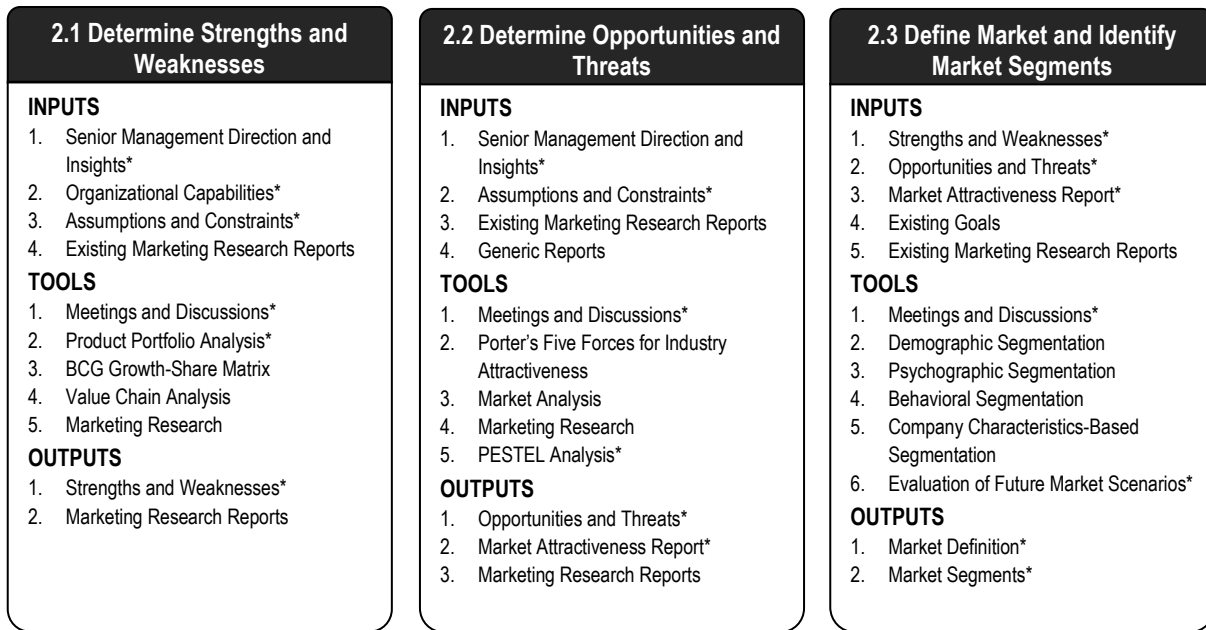 2.1 Determine Strengths and
Weaknesses
INPUTS
1. Senior Management Direction and
Insights*
2. Organizational Capabilities*
3. Assumptions and Constraints*
4. Existing Marketing Research Reports
TOOLS
1. Meetings and Discussions*
2. Product Portfolio Analysis*
3. BCG Growth-Share Matrix
4. Value Chain Analysis
5. Marketing Research
OUTPUTS
1. Strengths and Weaknesses*
2. Marketing Research Reports
2.2 Determine Opportunities and
Threats
INPUTS
1. Senior Management Direction and
Insights*
2. Assumptions and Constraints*
3. Existing Marketing Research Reports
4. Generic Reports
TOOLS
1. Meetings and Discussions*
2. Porter’s Five Forces for Industry
Attractiveness
3. Market Analysis
4. Marketing Research
5. PESTEL Analysis*
OUTPUTS
1. Opportunities and Threats*
2. Market Attractiveness Report*
3. Marketing Research Reports
2.3 Define Market and Identify
Market Segments
INPUTS
1. Strengths and Weaknesses*
2. Opportunities and Threats*
3. Market Attractiveness Report*
4. Existing Goals
5. Existing Marketing Research Reports
TOOLS
1. Meetings and Discussions*
2. Demographic Segmentation
3. Psychographic Segmentation
4. Behavioral Segmentation
5. Company Characteristics-Based
Segmentation
6. Evaluation of Future Market Scenarios*
OUTPUTS
1. Market Definition*
2. Market Segments*